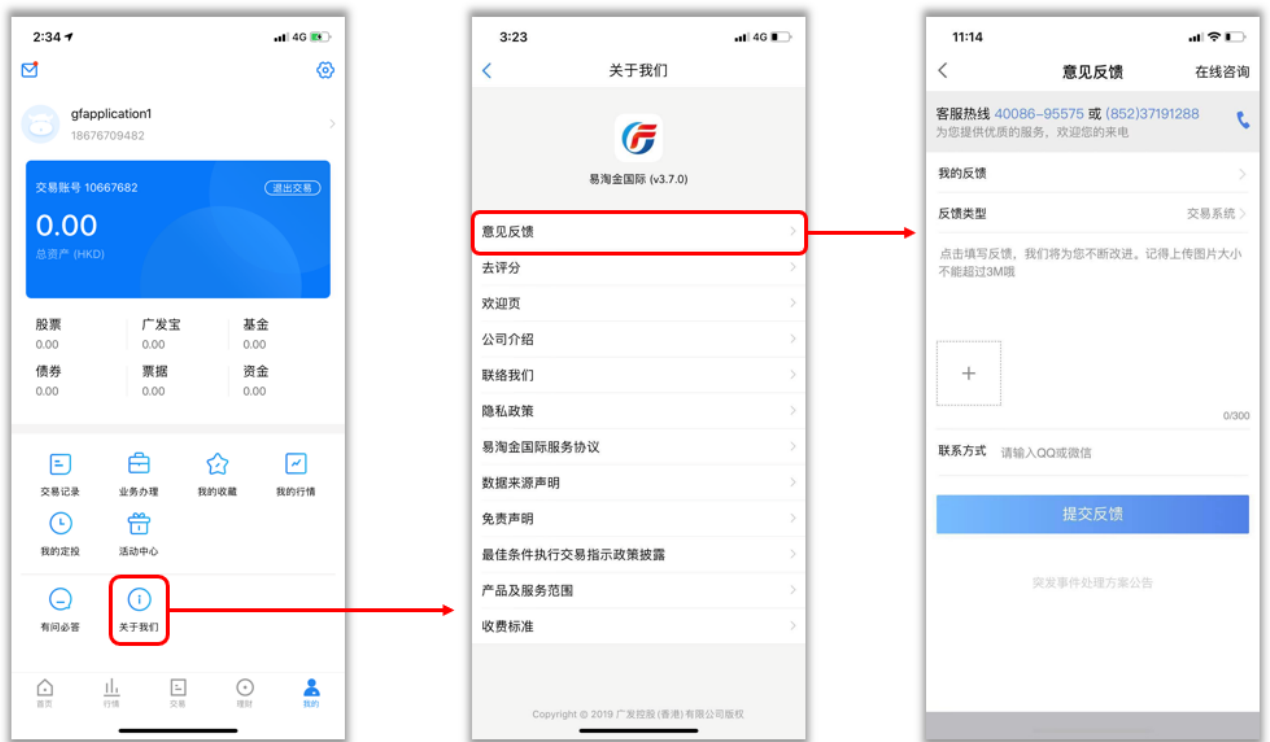 2:34
4G
gfapplication1
18676709482
交易账号 10667682
退出交易
0.00
总资产 (HKD)
股票
广发宝
基金
0.00
0.00
0.00
债券
票据
资金
0.00
0.00
0.00
交易记录
业务办理
我的收藏
我的行情
我的定投
活动中心
有问必答
关于我们
首页
行情
交易
理财
我的
3:23
4G
关于我们
易淘金国际 (v3.7.0)
意见反馈
去评分
欢迎页
公司介绍
联络我们
隐私政策
易淘金国际服务协议
数据来源声明
免责声明
最佳条件执行交易指示政策披露
产品及服务范围
收费标准
Copyright © 2019 广发控股(香港)有限公司版权
11:14
意见反馈
在线咨询
客服热线 40086-95575 或 (852)37191288
为您提供优质的服务，欢迎您的来电
我的反馈
反馈类型
交易系统
点击填写反馈，我们将为您不断改进。记得上传图片大小
不能超过3M哦
0/300
联系方式 请输入QQ或微信
提交反馈
突发事件处理方案公告